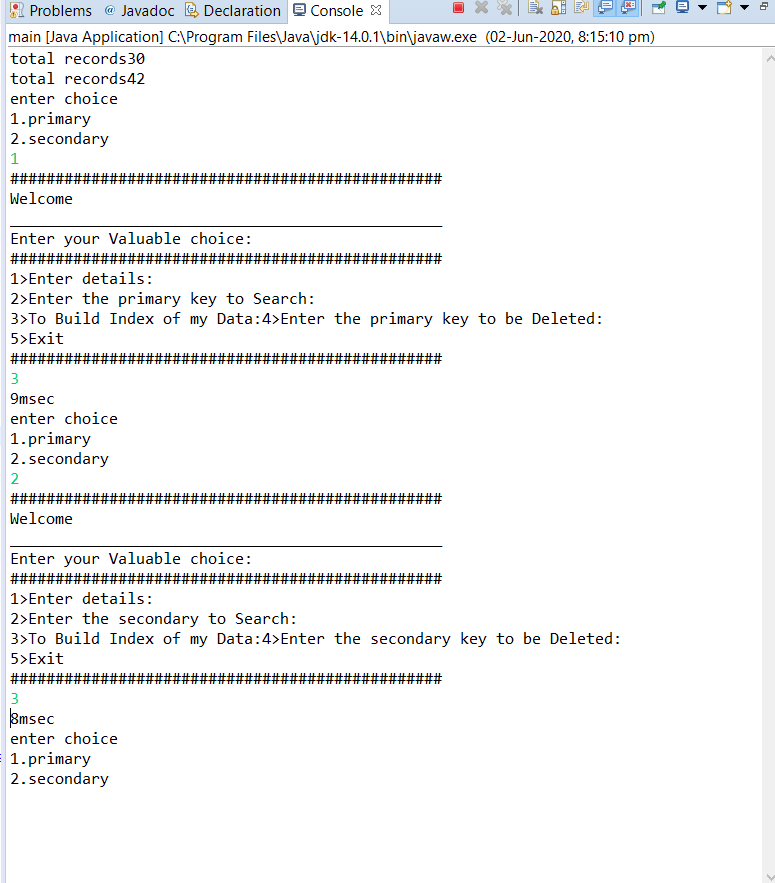 Problems @ Javadoc Declaration Console
main [Java Application] C:\Program Files\Java\jdk-14.0.1\bin\javaw.exe (02-Jun-2020, 8:15:10 pm)
total records30
total records42
enter choice
1.primary
2.secondary
1
################################################
Welcome
________________________________________________
Enter your Valuable choice:
################################################
1>Enter details:
2>Enter the primary key to Search:
3>To Build Index of my Data:4>Enter the primary key to be Deleted:
5>Exit
################################################
3
9msec
enter choice
1.primary
2.secondary
2
################################################
Welcome
________________________________________________
Enter your Valuable choice:
################################################
1>Enter details:
2>Enter the secondary to Search:
3>To Build Index of my Data:4>Enter the secondary key to be Deleted:
5>Exit
################################################
3
8msec
enter choice
1.primary
2.secondary